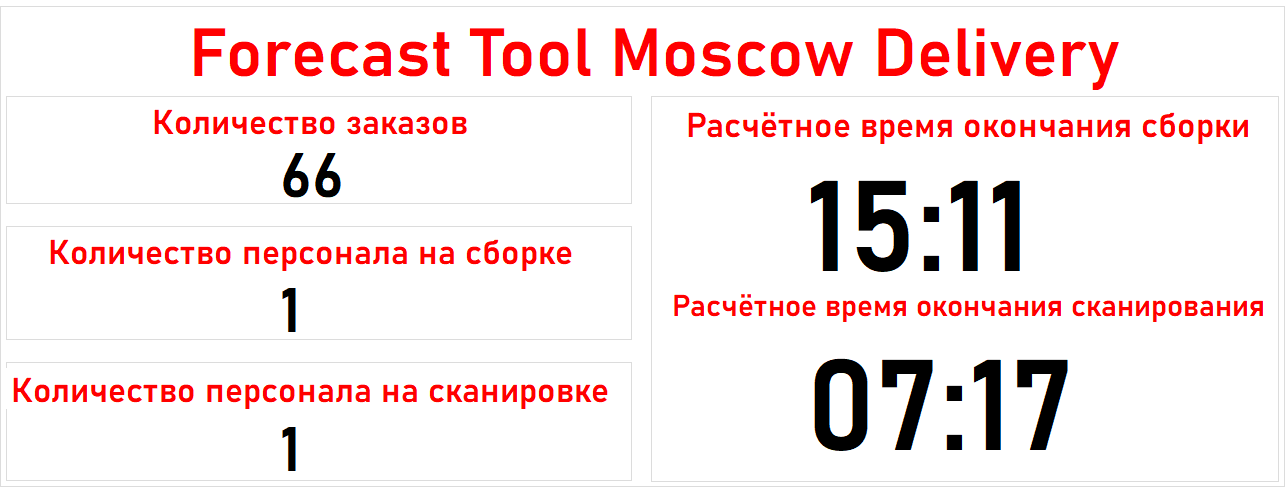 Forecast Tool Moscow Delivery
Количество заказов
66
Количество персонала на сборке
1
Количество персонала на сканировке
1
Расчётное время окончания сборки
15:11
Расчётное время окончания сканирования
07:17